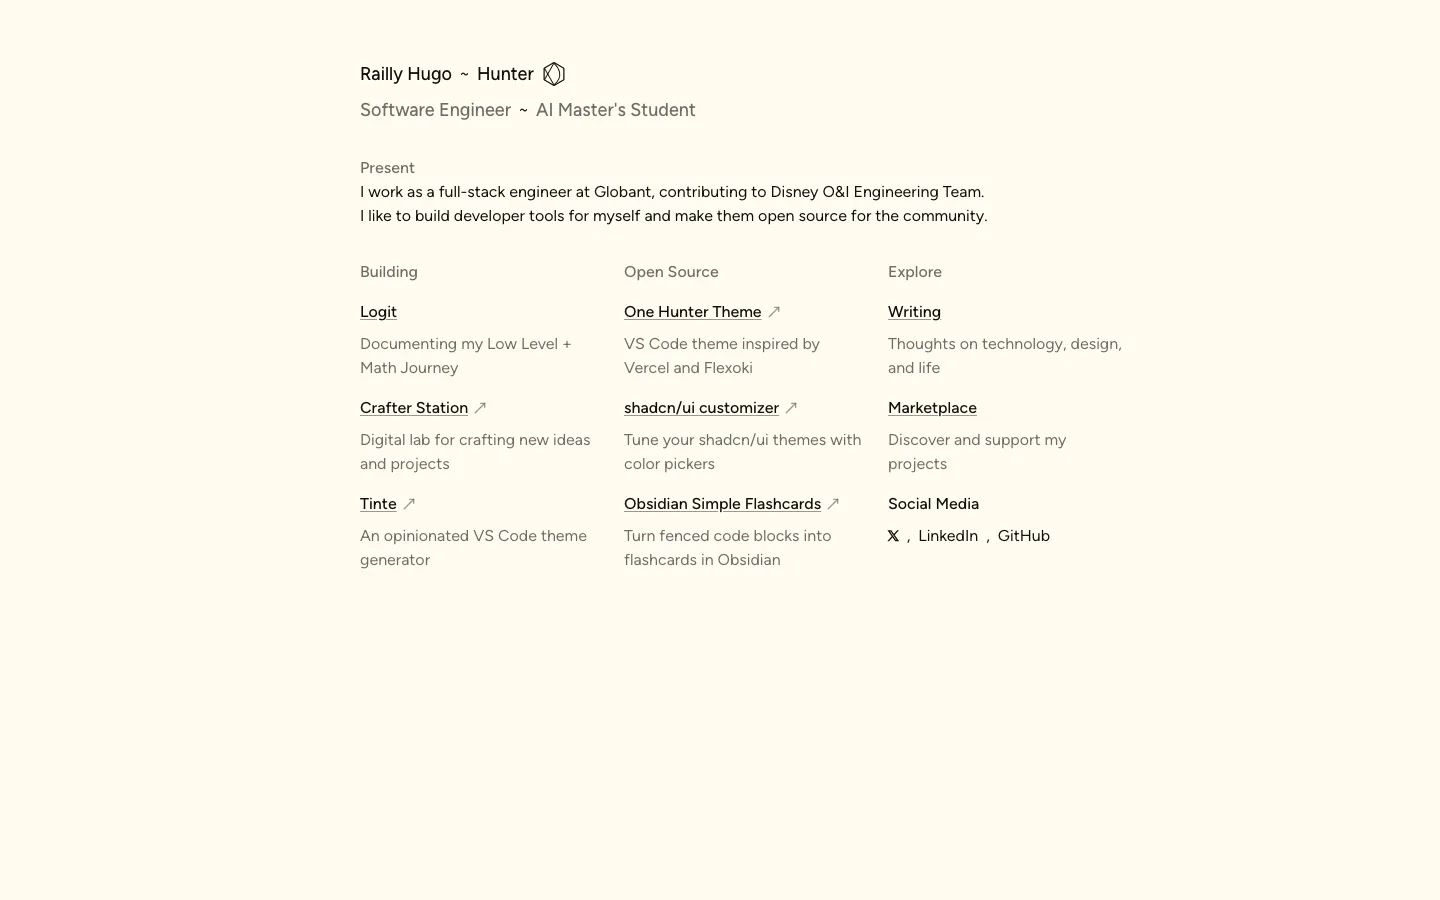 Railly Hugo ~ Hunter
Software Engineer ~ AI Master's Student
Present
I work as a full-stack engineer at Globant, contributing to Disney O&I Engineering Team.
I like to build developer tools for myself and make them open source for the community.
Building
Logit
Documenting my Low Level +
Math Journey
Crafter Station ↗
Digital lab for crafting new ideas
and projects
Tinte ↗
An opinionated VS Code theme
generator
Open Source
One Hunter Theme ↗
VS Code theme inspired by
Vercel and Flexoki
shadcn/ui customizer ↗
Tune your shadcn/ui themes with
color pickers
Obsidian Simple Flashcards ↗
Turn fenced code blocks into
flashcards in Obsidian
Explore
Writing
Thoughts on technology, design,
and life
Marketplace
Discover and support my
projects
Social Media
𝕏 , LinkedIn , GitHub